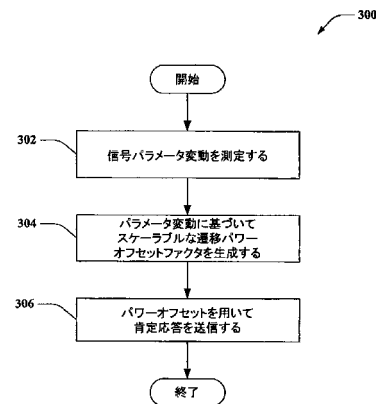 300
開始
302
信号パラメータ変動を測定する
304
パラメータ変動に基づいて
スケーラブルな遷移パワー
オフセットファクタを生成する
306
パワーオフセットを用いて
肯定応答を送信する
終了